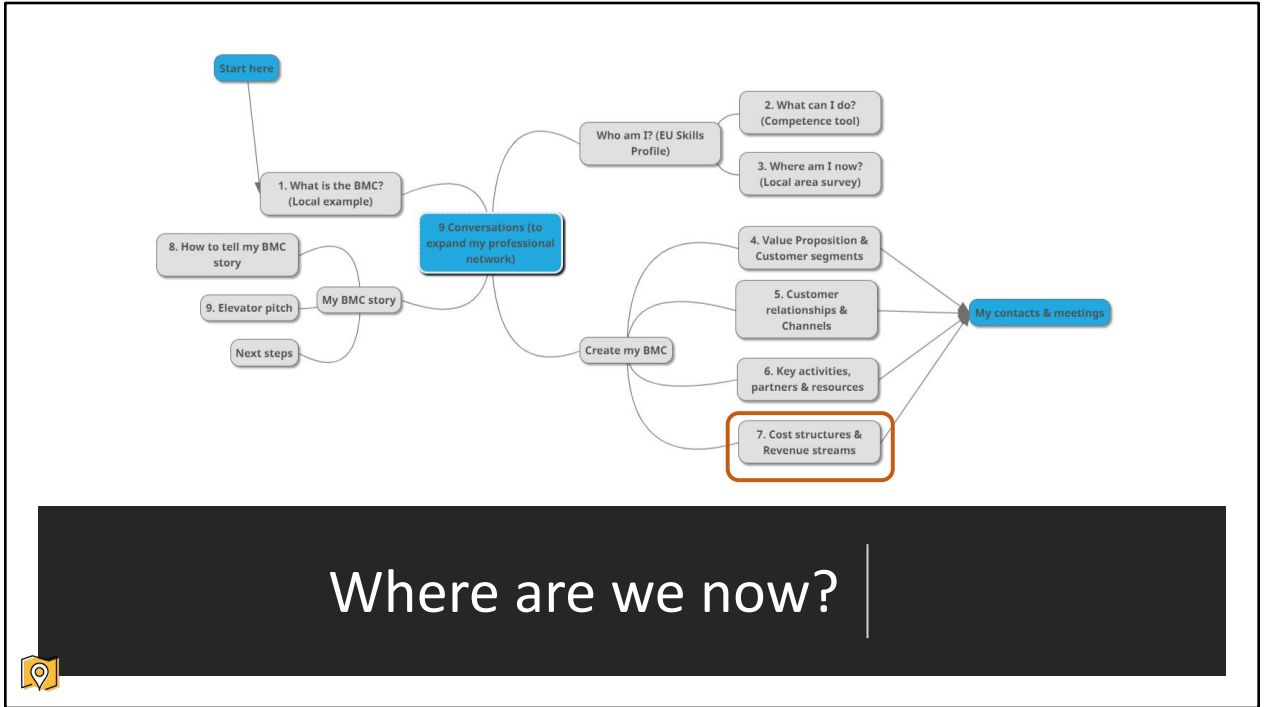 Start here
1. What is the BMC?
(Local example)
9 Conversations (to
expand my professional
network)
Who am I? (EU Skills
Profile)
2. What can I do?
(Competence tool)
3. Where am I now?
(Local area survey)
Create my BMC
4. Value Proposition &
Customer segments
5. Customer
relationships &
Channels
6. Key activities,
partners & resources
7. Cost structures &
Revenue streams
My contacts & meetings
My BMC story
8. How to tell my BMC
story
9. Elevator pitch
Next steps
Where are we now?